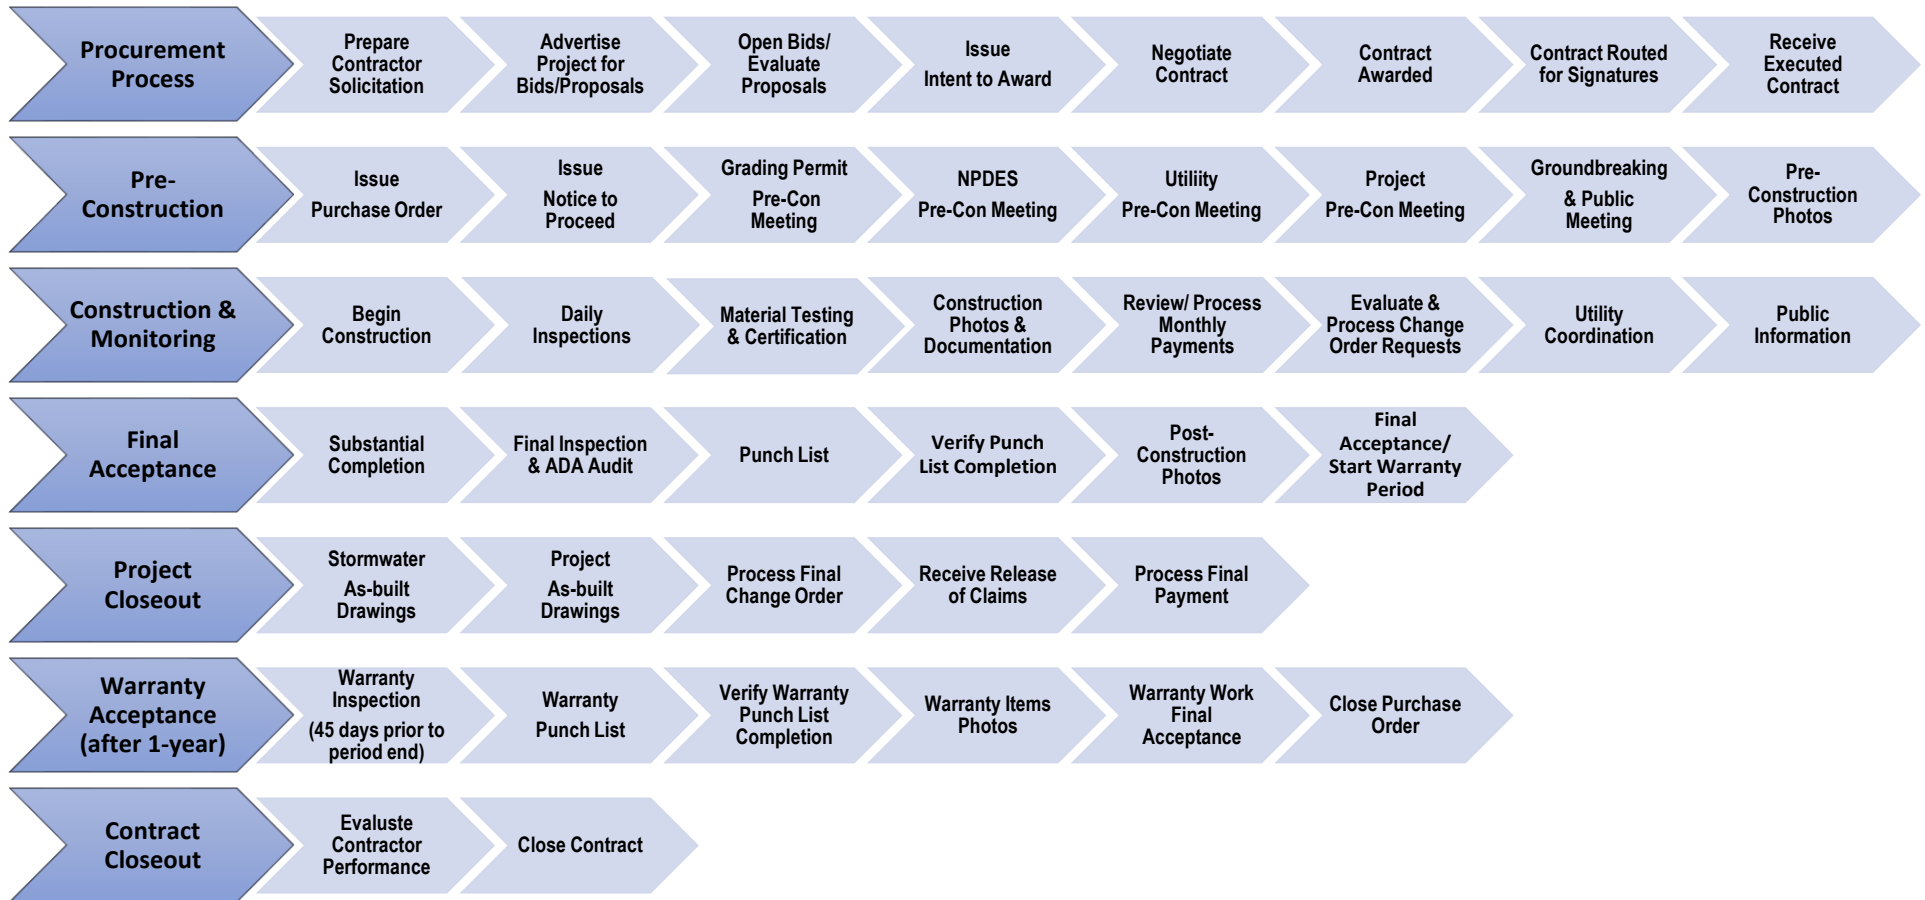 Procurement
Process
Prepare
Contractor
Solicitation
Advertise
Project for
Bids/Proposals
Open Bids/
Evaluate
Proposals
Issue
Intent to Award
Negotiate
Contract
Contract
Awarded
Contract Routed
for Signatures
Receive
Executed
Contract
Pre-
Construction
Issue
Purchase Order
Issue
Notice to
Proceed
Grading Permit
Pre-Con
Meeting
NPDES
Pre-Con Meeting
Utiliity
Pre-Con Meeting
Project
Pre-Con Meeting
Groundbreaking
& Public
Meeting
Pre-
Construction
Photos
Construction &
Monitoring
Begin
Construction
Daily
Inspections
Material Testing
& Certification
Construction
Photos &
Documentation
Review/ Process
Monthly
Payments
Evaluate &
Process Change
Order Requests
Utility
Coordination
Public
Information
Final
Acceptance
Substantial
Completion
Final Inspection
& ADA Audit
Punch List
Verify Punch
List Completion
Post-
Construction
Photos
Final
Acceptance/
Start Warranty
Period
Project
Closeout
Stormwater
As-built
Drawings
Project
As-built
Drawings
Process Final
Change Order
Receive Release
of Claims
Process Final
Payment
Warranty
Acceptance
(after 1-year)
Warranty
Inspection
(45 days prior to
period end)
Warranty
Punch List
Verify Warranty
Punch List
Completion
Warranty Items
Photos
Warranty Work
Final
Acceptance
Close Purchase
Order
Contract
Closeout
Evaluste
Contractor
Performance
Close Contract